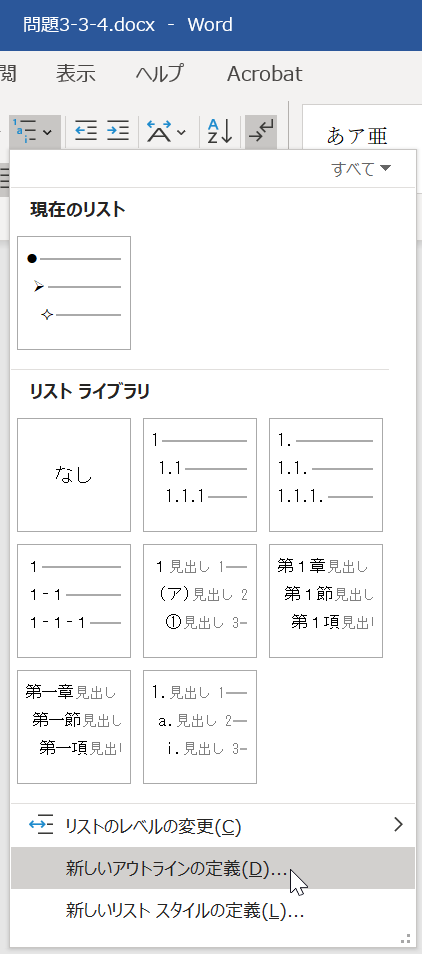 問題3-3-4.docx - Word
閲 表示 ヘルプ Acrobat
1 a i A A Z あア亜
すべて
現在のリスト
リスト ライブラリ
なし
1
1.1
1.1.1
1.
1.1.
1.1.1.
1
1-1
1-1-1
1 見出し 1
(ア)見出し 2
①見出し 3
第1章見出し
第1節見出し
第1項見出し
第一章見出し
第一節見出し
第一項見出し
1.見出し 1
a.見出し 2
i.見出し 3
リストのレベルの変更(C)
新しいアウトラインの定義(D)...
新しいリスト スタイルの定義(L)...